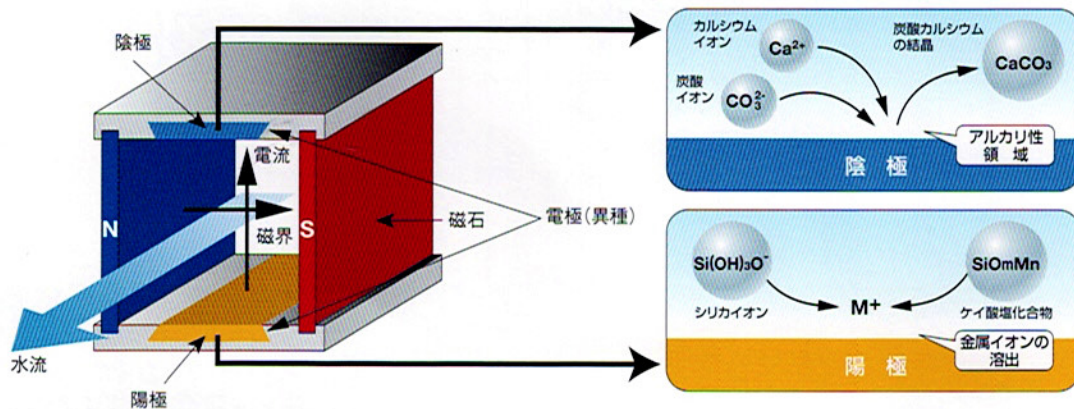 陰極
電流
N
S
磁界
磁石
電極(異種)
水流
陽極
カルシウム
イオン
Ca²⁺
炭酸カルシウム
の結晶
CaCO₃
炭酸
イオン
CO₃²⁻
アルカリ性
領域
陰 極
Si(OH)₃O⁻
シリカイオン
M⁺
SiOmMn
ケイ酸塩化合物
金属イオンの
溶出
陽 極